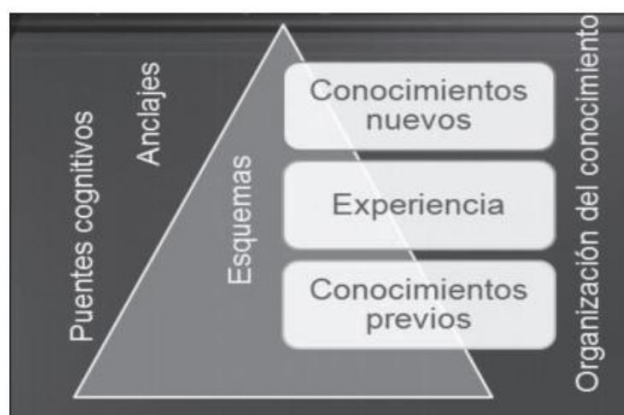 Puentes cognitivos
Anclajes
Esquemas
Conocimientos
nuevos
Experiencia
Conocimientos
previos
Organización del conocimiento